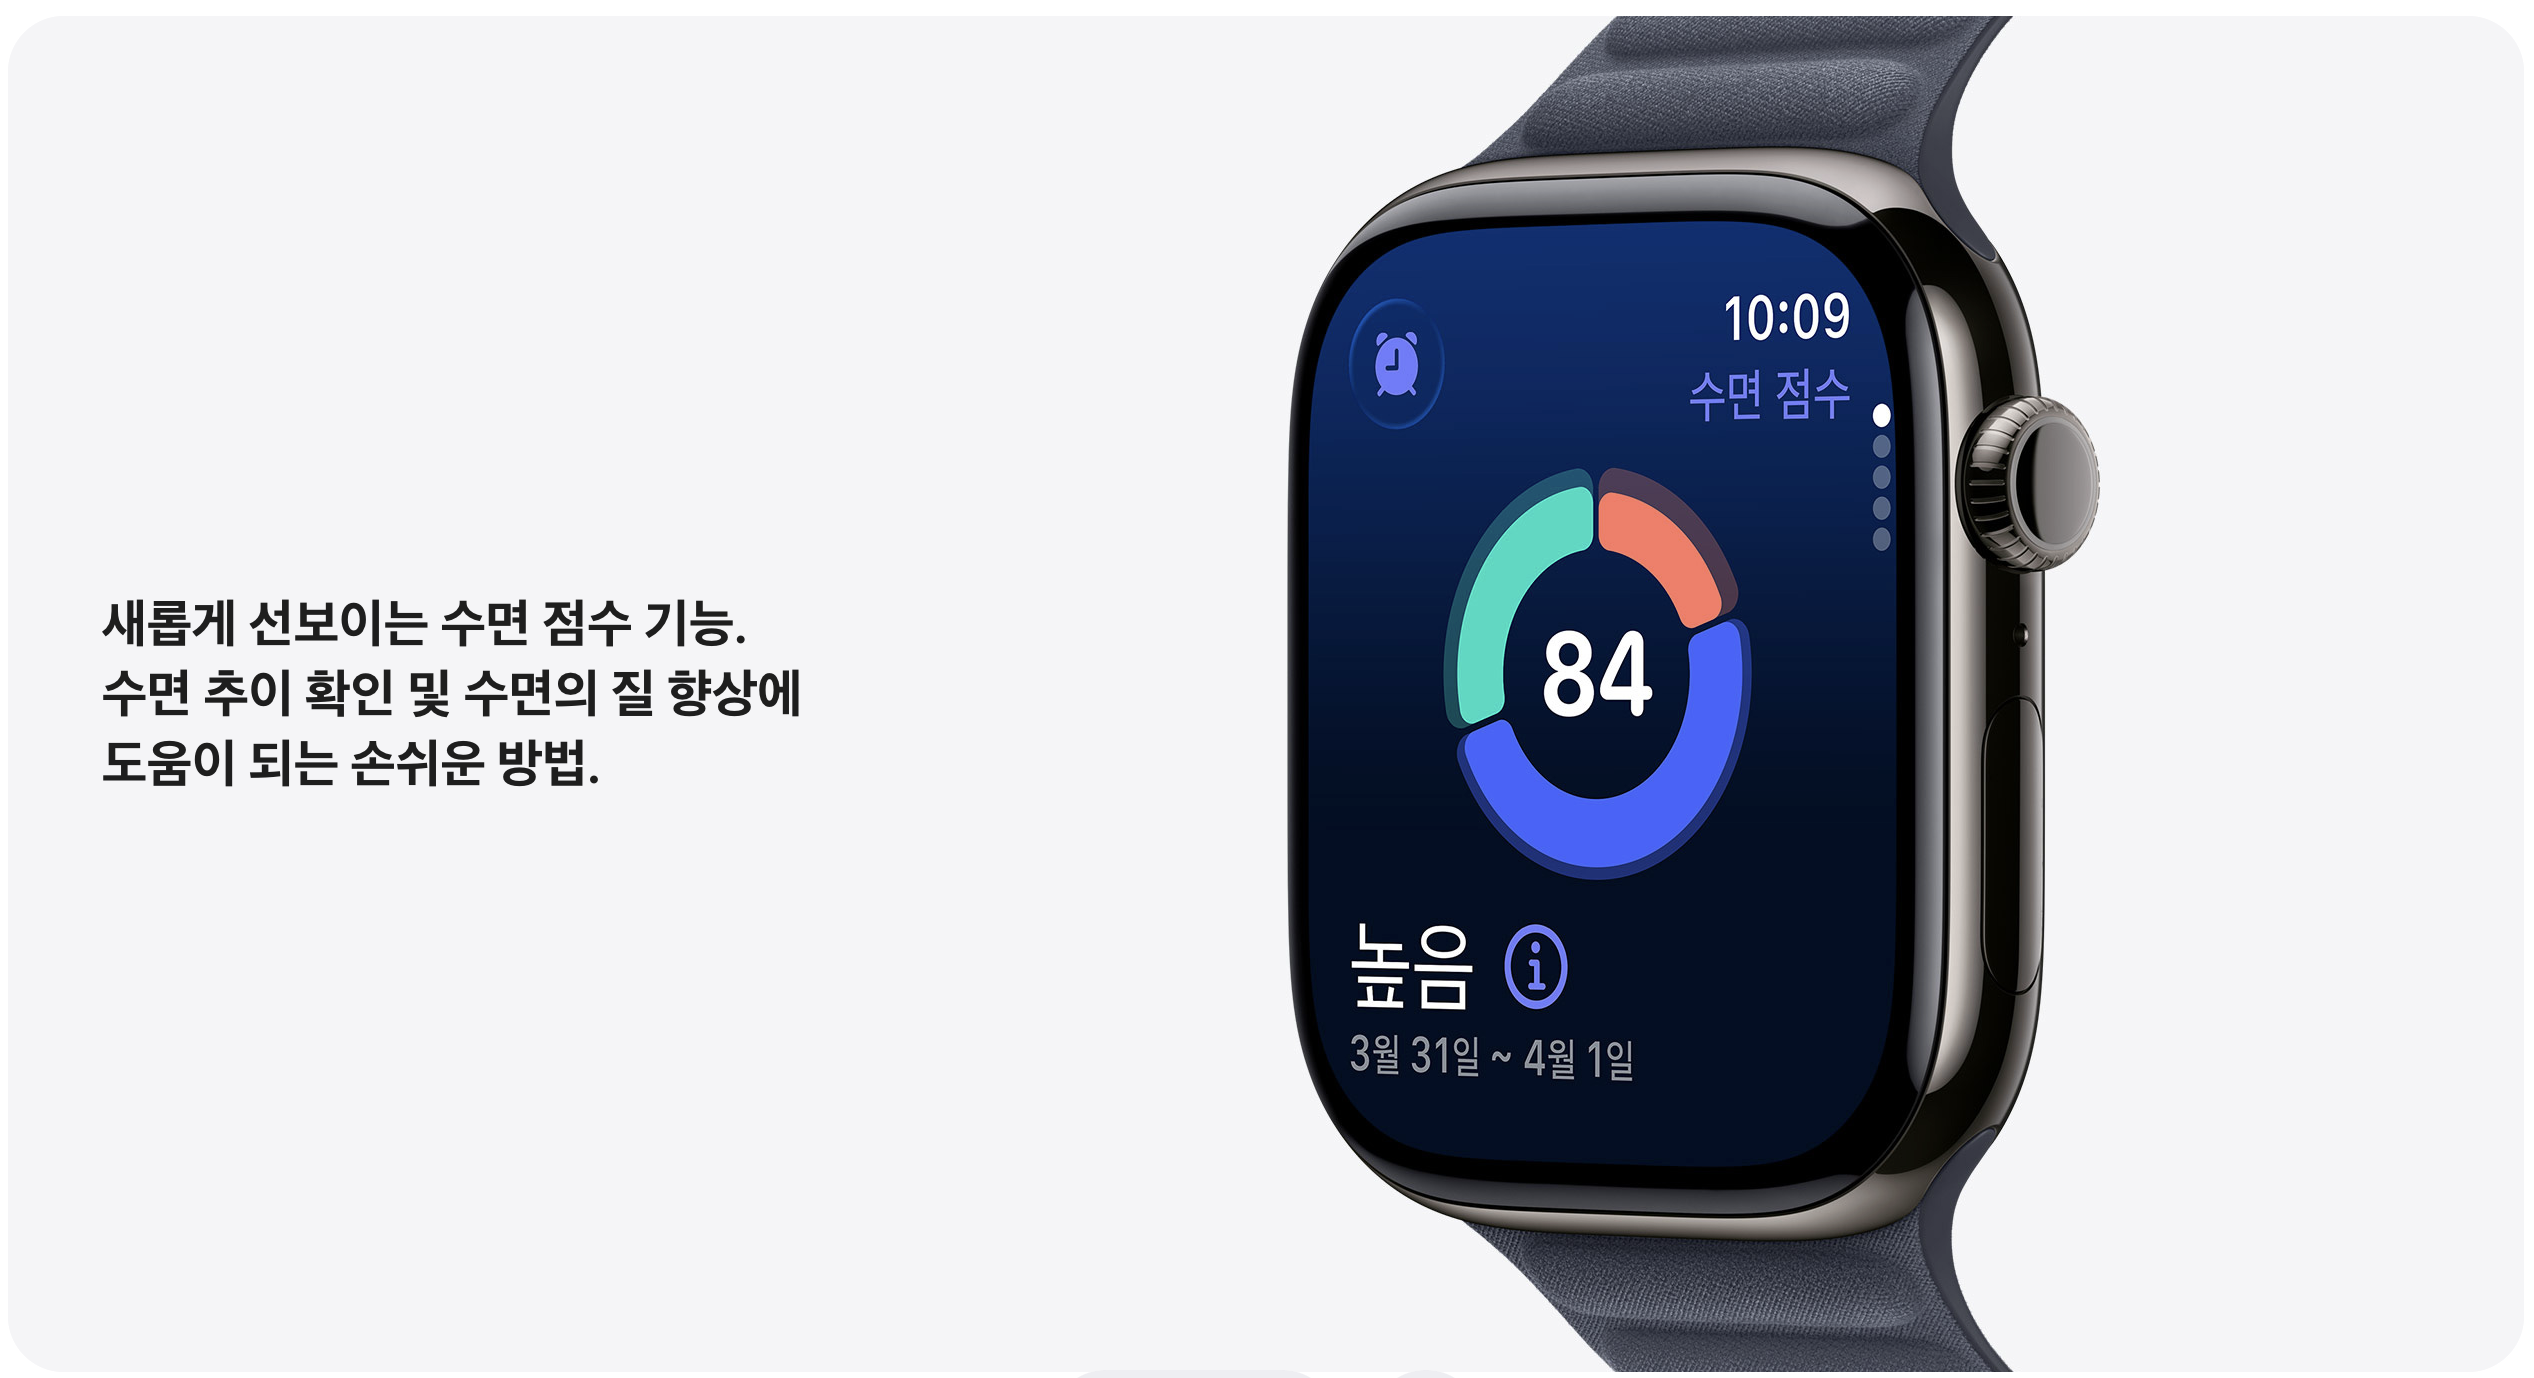 새롭게 선보이는 수면 점수 기능.
수면 추이 확인 및 수면의 질 향상에
도움이 되는 손쉬운 방법.
10:09
수면 점수
84
높음
3월 31일 ~ 4월 1일